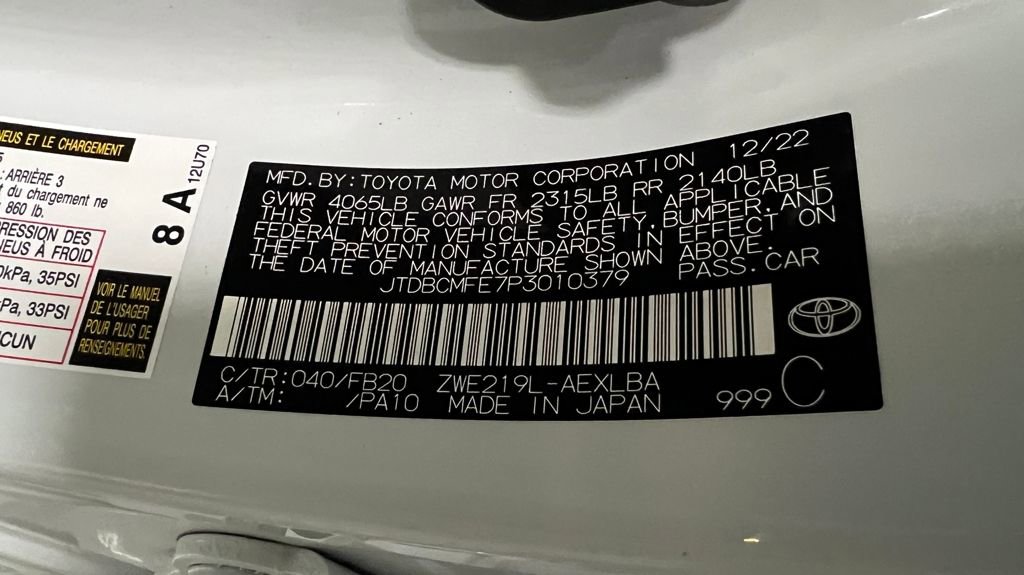 NEUS ET LE CHARGEMENT
5
: ARRIÈRE 3
t du chargement ne
860 lb.
PRESSION DES
NEUS À FROID
0kPa, 35PSI
Pa, 33PSI
CUN
VOIR LE MANUEL
DE L'USAGER
POUR PLUS DE
RENSEIGNEMENTS.
8 A
12U70
MFD. BY: TOYOTA MOTOR CORPORATION 12/22
GVWR 4065LB GAWR FR 2315LB RR 2140LB
THIS VEHICLE CONFORMS TO ALL APPLICABLE
FEDERAL MOTOR VEHICLE SAFETY, BUMPER, AND
THEFT PREVENTION STANDARDS IN EFFECT ON
THE DATE OF MANUFACTURE SHOWN ABOVE.
JTDBCMFE7P3010379 PASS. CAR
C/TR: 040/FB20 ZWE219L-AEXLBA
A/TM: /PA10 MADE IN JAPAN 999 C